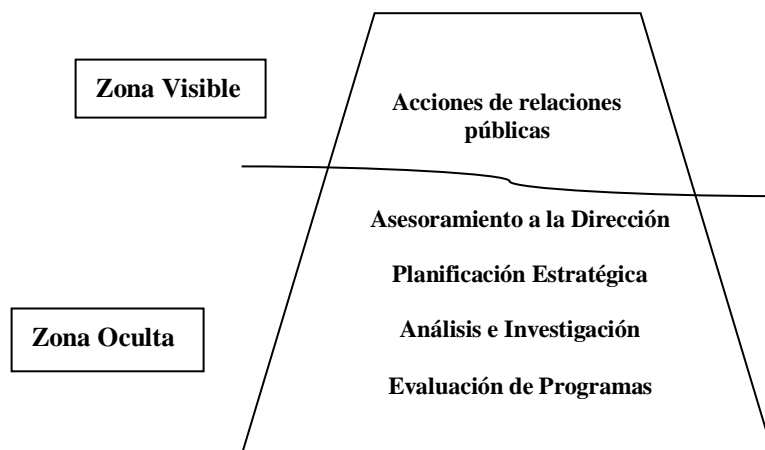 Zona Visible
Acciones de relaciones
públicas
Asesoramiento a la Dirección
Planificación Estratégica
Zona Oculta
Análisis e Investigación
Evaluación de Programas